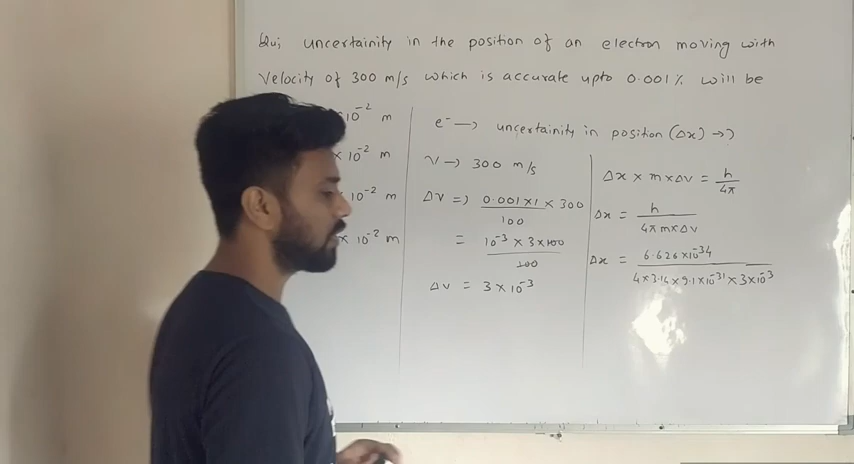 Qu; uncertainity in the position of an electron moving with
velocity of 300 m/s which is accurate upto 0.001% will be
×10⁻² m
× 10⁻² m
10⁻² m
× 10⁻² m
e⁻ → uncertainity in position (Δx) → ?
V → 300 m/s
ΔV ⇒ 0.001×1 × 300
100
= 10⁻³ × 3×100
100
ΔV = 3×10⁻³
Δx × m×ΔV = h
4π
Δx = h
4πm×ΔV
Δx = 6.626×10⁻³⁴
4×3.14×9.1×10⁻³¹×3×10⁻³